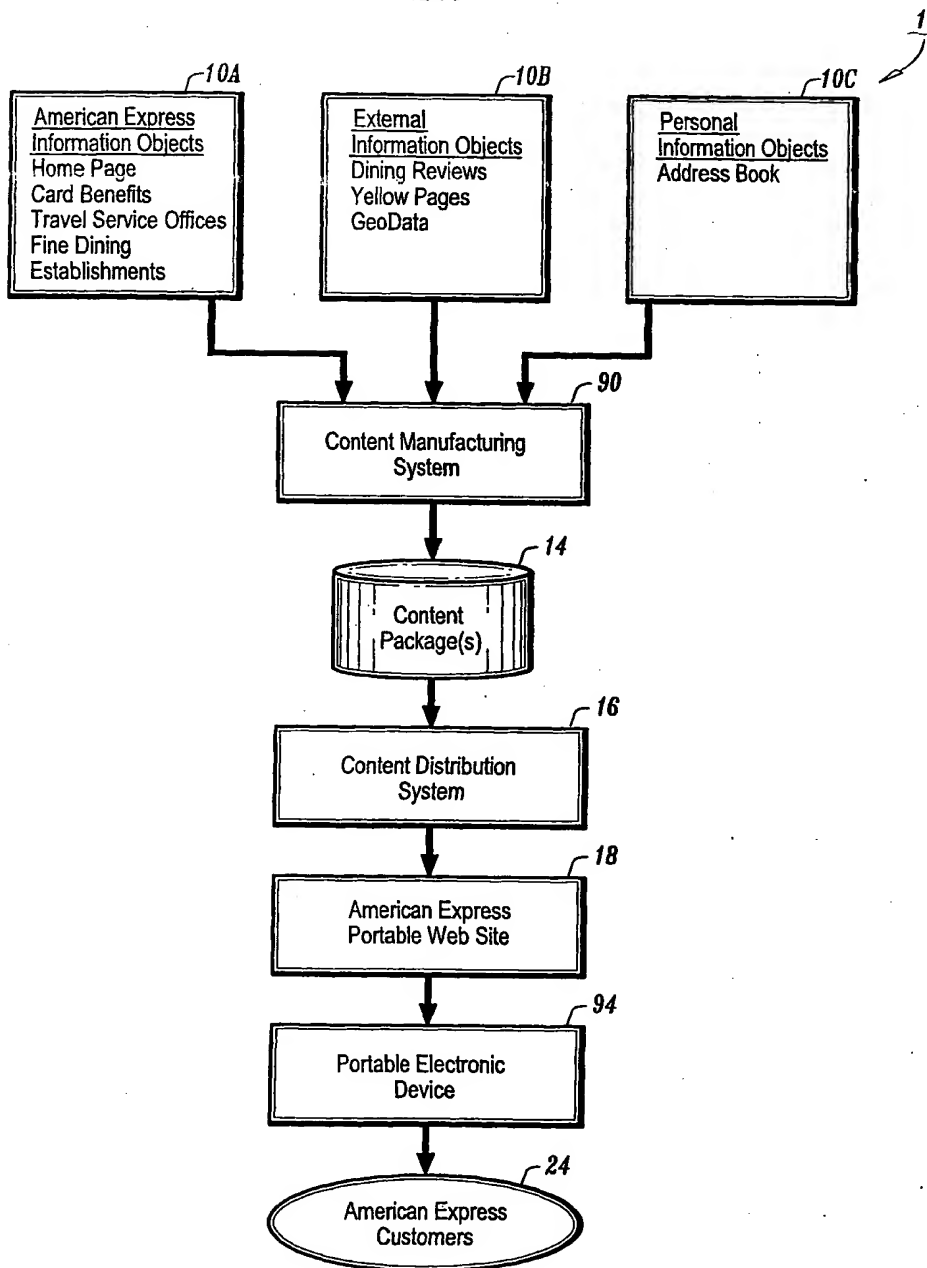 1
10A
American Express
Information Objects
Home Page
Card Benefits
Travel Service Offices
Fine Dining
Establishments
10B
External
Information Objects
Dining Reviews
Yellow Pages
GeoData
10C
Personal
Information Objects
Address Book
90
Content Manufacturing
System
14
Content
Package(s)
16
Content Distribution
System
18
American Express
Portable Web Site
94
Portable Electronic
Device
24
American Express
Customers